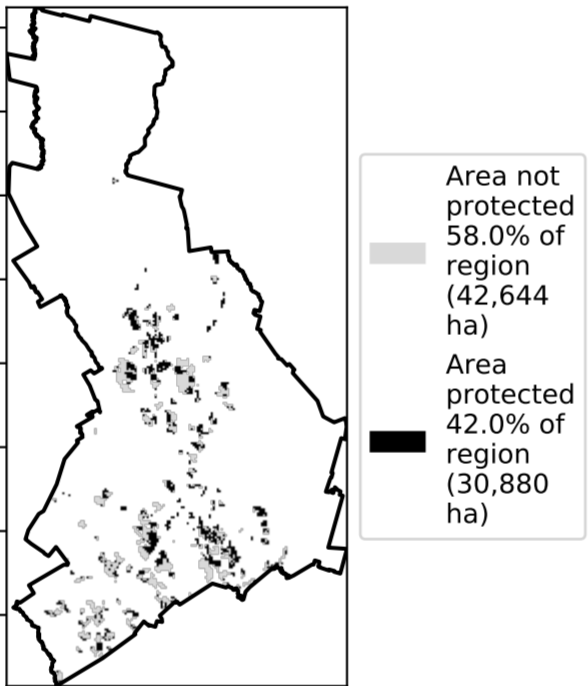 Area not
protected
58.0% of
region
(42,644
ha)
Area
protected
42.0% of
region
(30,880
ha)